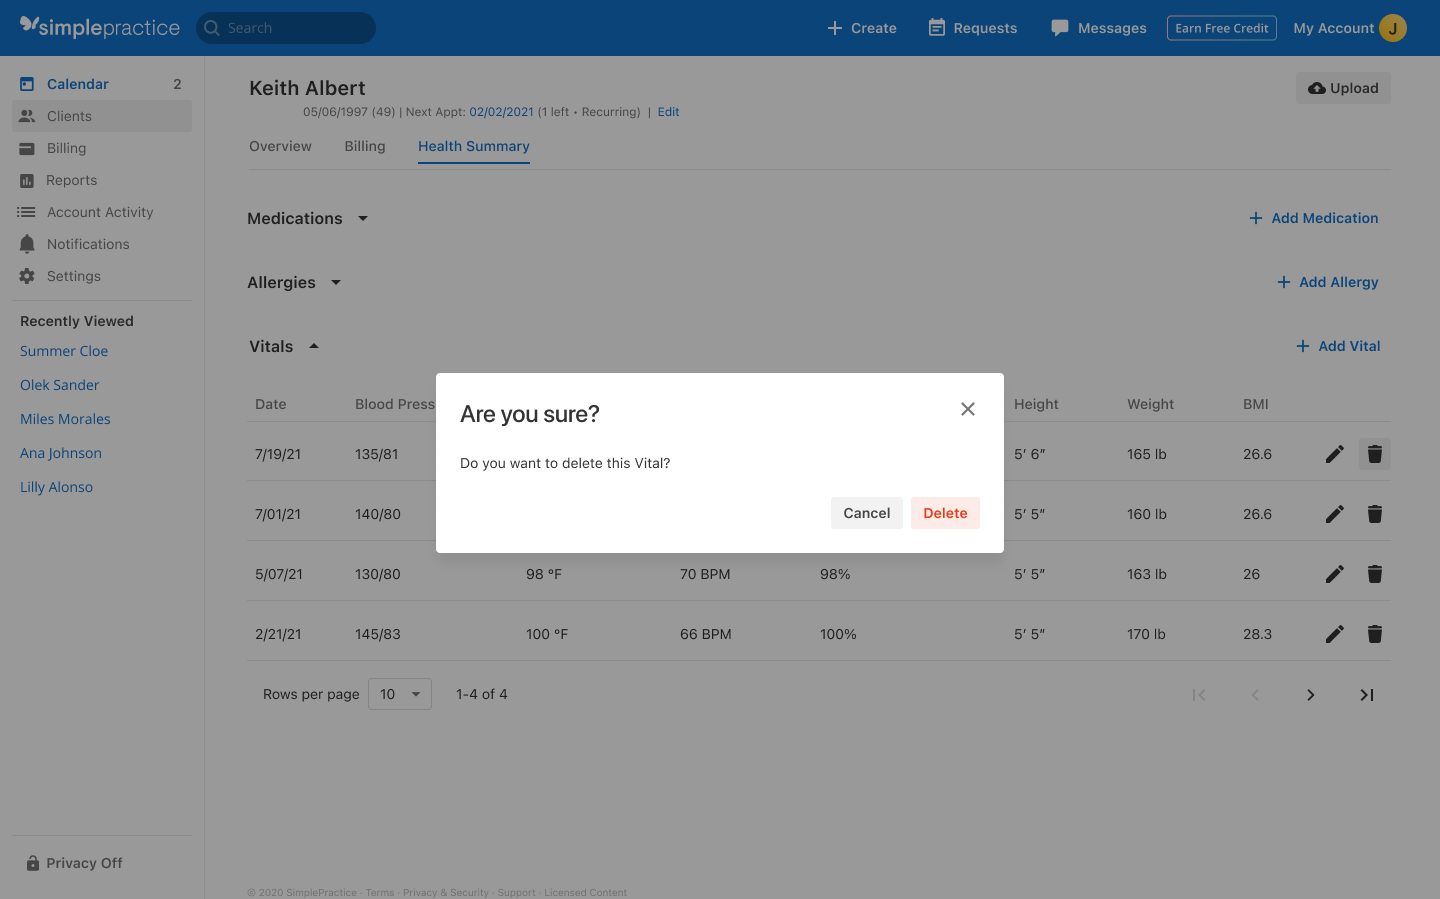 simplepractice
Search
Create
Requests
Messages
Earn Free Credit
My Account
J
Calendar
2
Clients
Billing
Reports
Account Activity
Notifications
Settings
Recently Viewed
Summer Cloe
Olek Sander
Miles Morales
Ana Johnson
Lilly Alonso
Privacy Off
Keith Albert
Upload
05/06/1997 (49) | Next Appt: 02/02/2021 (1 left • Recurring) | Edit
Overview Billing Health Summary
Medications
+ Add Medication
Allergies
+ Add Allergy
Vitals
+ Add Vital
Date Blood Press Height Weight BMI
7/19/21 135/81 5’ 6” 165 lb 26.6
7/01/21 140/80 5’ 5” 160 lb 26.6
5/07/21 130/80 98 °F 70 BPM 98% 5’ 5” 163 lb 26
2/21/21 145/83 100 °F 66 BPM 100% 5’ 5” 170 lb 28.3
Are you sure?
Do you want to delete this Vital?
Cancel Delete
Rows per page 10 1-4 of 4
© 2020 SimplePractice · Terms · Privacy & Security · Support · Licensed Content